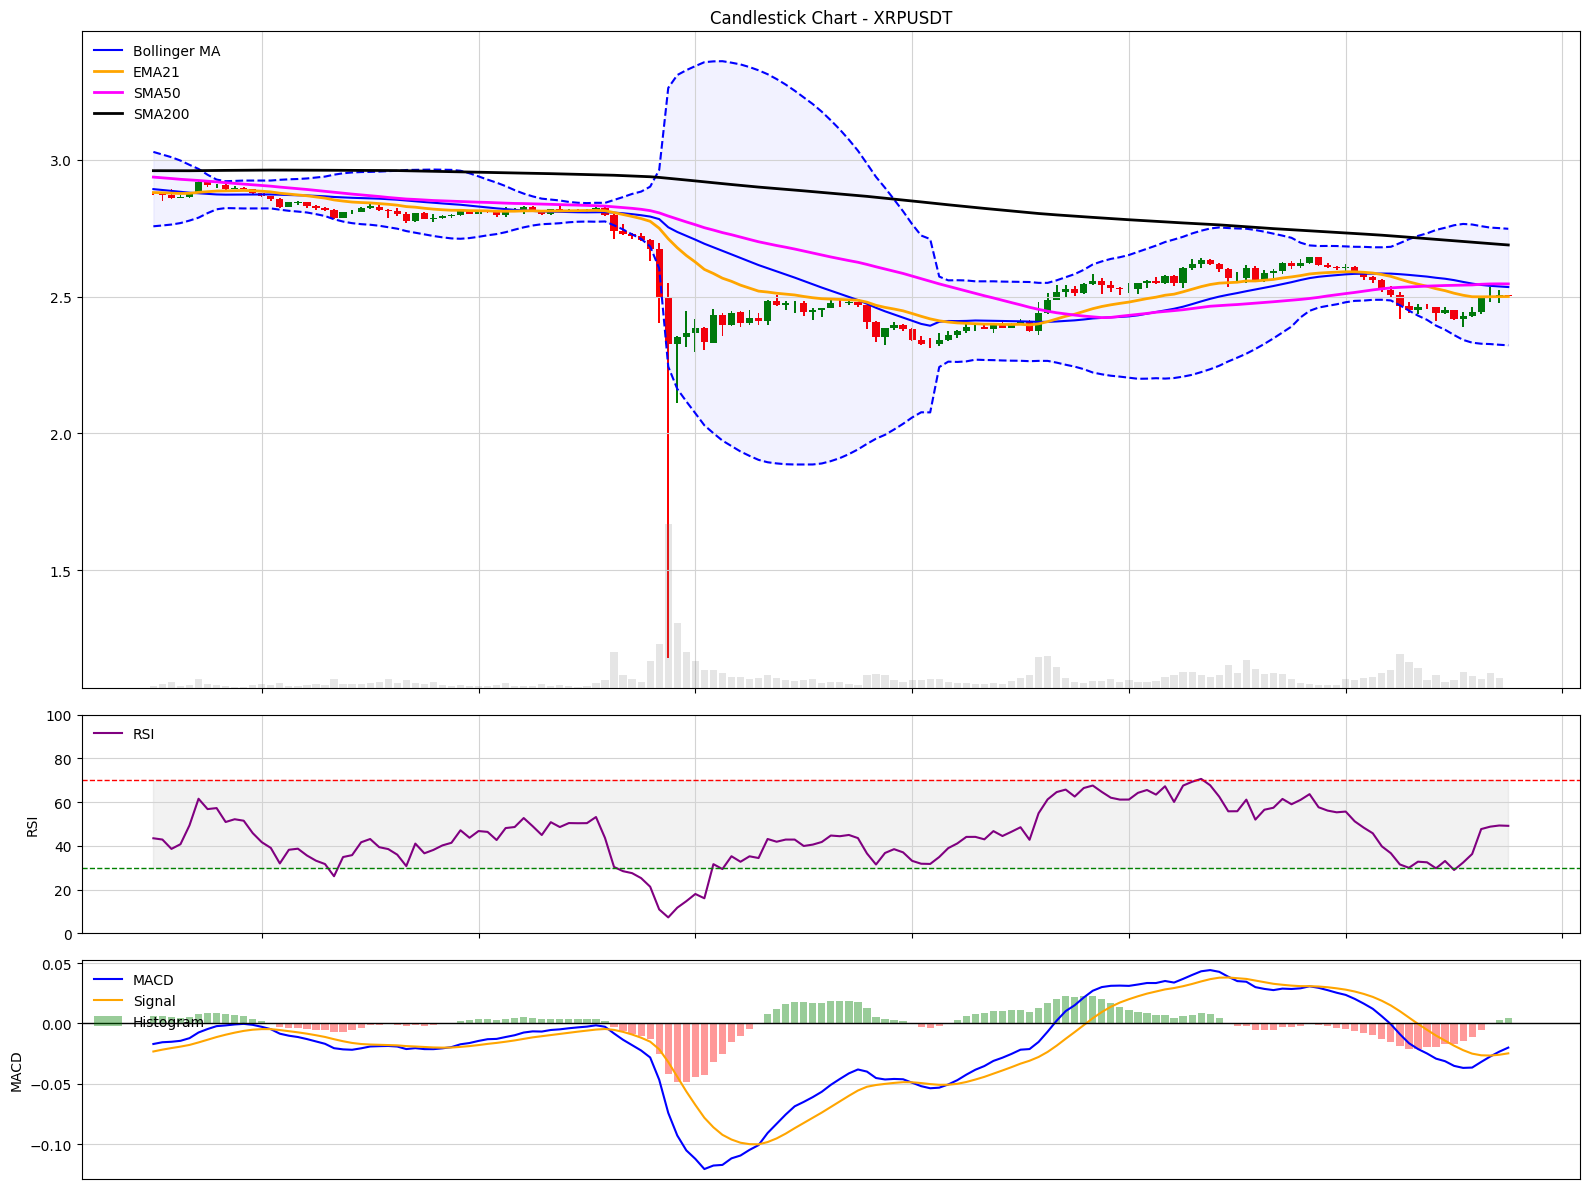 Candlestick Chart - XRPUSDT
Bollinger MA
EMA21
SMA50
SMA200
3.0
2.5
2.0
1.5
100
RSI
80
60
RSI
40
20
0
0.05
MACD
Signal
Histogram
0.00
MACD
−0.05
−0.10